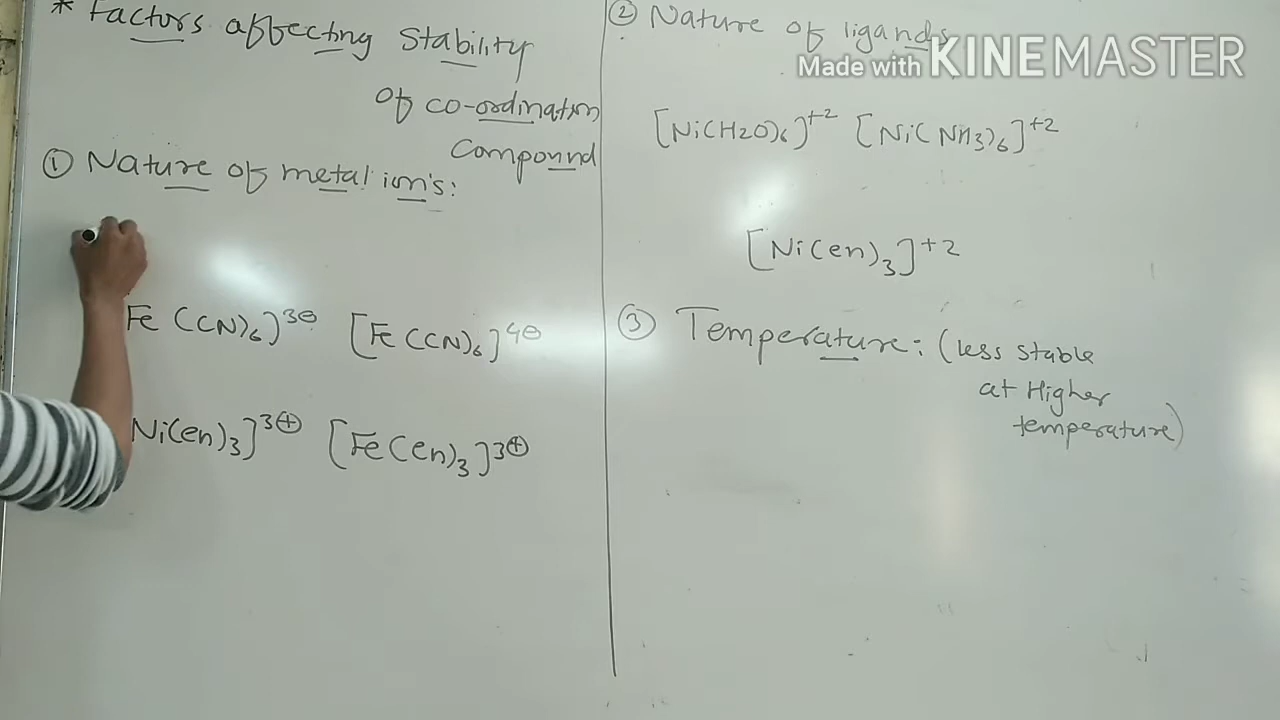 * Factors affecting Stability
of co-ordination
Compound
① Nature of metal ion's:
Fe (CN)6]3⊖ [Fe (CN)6]4⊖
Ni(en)3]3⊕ [Fe(en)3]3⊕
② Nature of ligands
Made with KINEMASTER
[Ni(H2O)6]+2 [Ni(NH3)6]+2
[Ni(en)3]+2
③ Temperature: (less stable
at Higher
temperature)